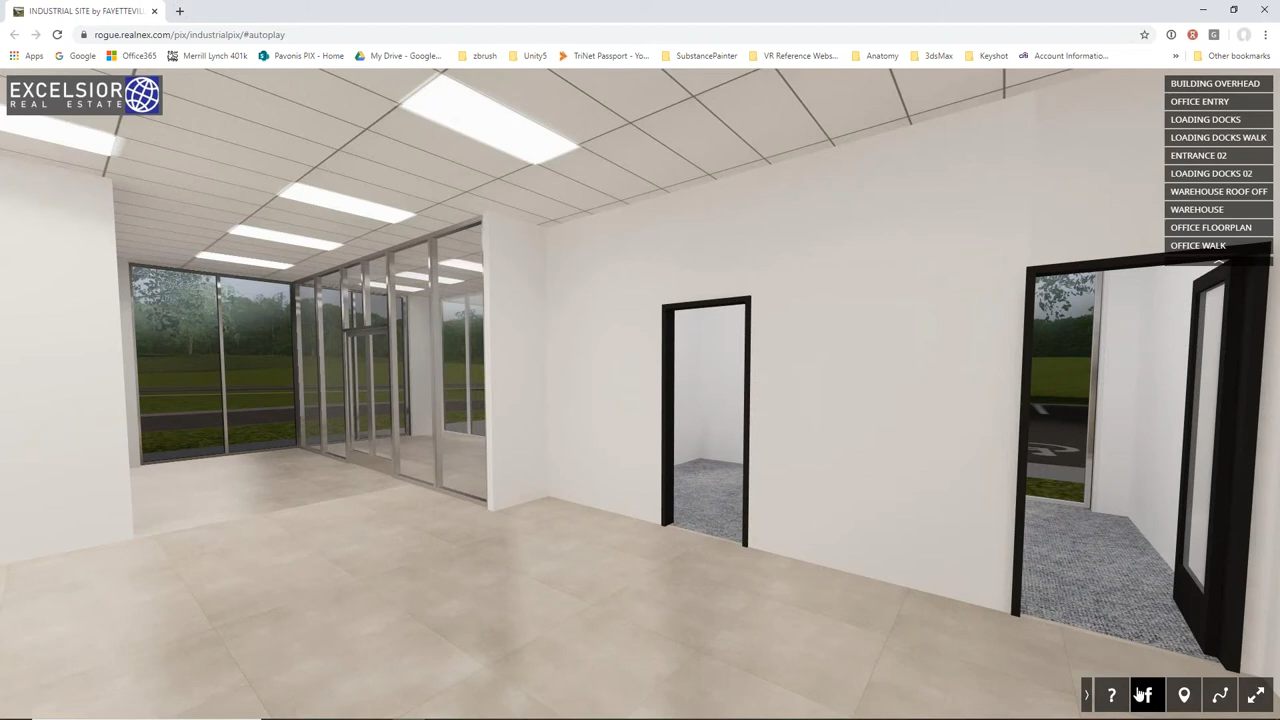 INDUSTRIAL SITE by FAYETTEVIL
rogue.realnex.com/pix/industrialpix/#autoplay
Apps
Google
Office365
Merrill Lynch 401k
Pavonis PIX - Home
My Drive - Google...
zbrush
Unity5
TriNet Passport - Yo...
SubstancePainter
VR Reference Webs...
Anatomy
3dsMax
Keyshot
Account Informatio...
»
Other bookmarks
EXCELSIOR
REAL ESTATE
BUILDING OVERHEAD
OFFICE ENTRY
LOADING DOCKS
LOADING DOCKS WALK
ENTRANCE 02
LOADING DOCKS 02
WAREHOUSE ROOF OFF
WAREHOUSE
OFFICE FLOORPLAN
OFFICE WALK
?
f